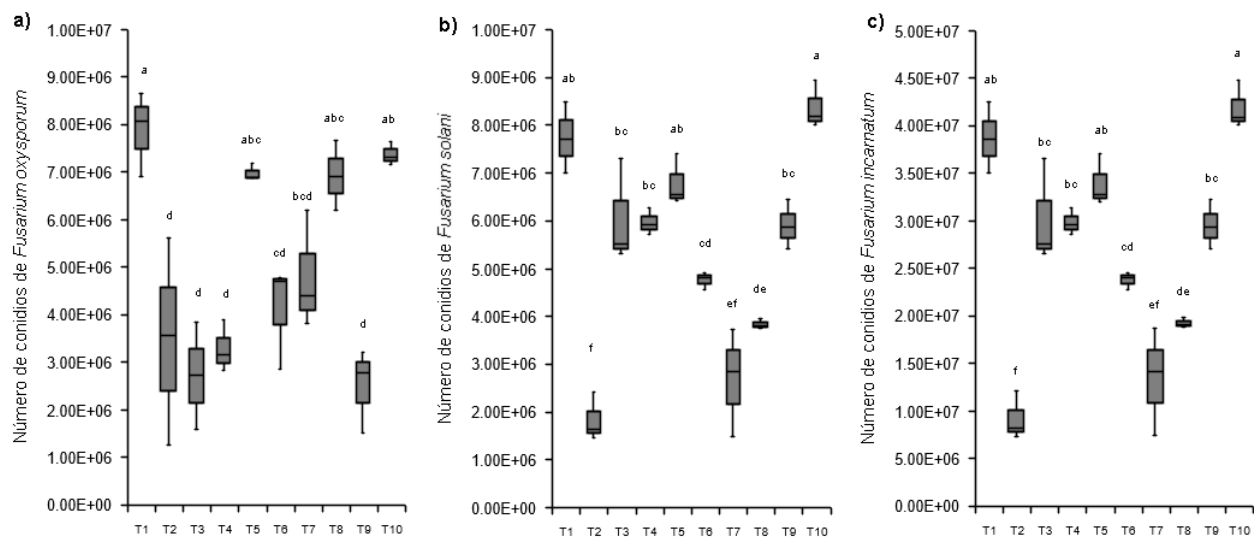 a)
Número de conidios de Fusarium oxysporum
1.00E+07
9.00E+06
8.00E+06
7.00E+06
6.00E+06
5.00E+06
4.00E+06
3.00E+06
2.00E+06
1.00E+06
0.00E+00
a
d
d
d
abc
cd
bcd
abc
d
ab
T1 T2 T3 T4 T5 T6 T7 T8 T9 T10
b)
Número de conidios de Fusarium solani
1.00E+07
9.00E+06
8.00E+06
7.00E+06
6.00E+06
5.00E+06
4.00E+06
3.00E+06
2.00E+06
1.00E+06
0.00E+00
ab
f
bc
bc
ab
cd
ef
de
bc
a
T1 T2 T3 T4 T5 T6 T7 T8 T9 T10
c)
Número de conidios de Fusarium incarnatum
5.00E+07
4.50E+07
4.00E+07
3.50E+07
3.00E+07
2.50E+07
2.00E+07
1.50E+07
1.00E+07
5.00E+06
0.00E+00
ab
f
bc
bc
ab
cd
ef
de
bc
a
T1 T2 T3 T4 T5 T6 T7 T8 T9 T10